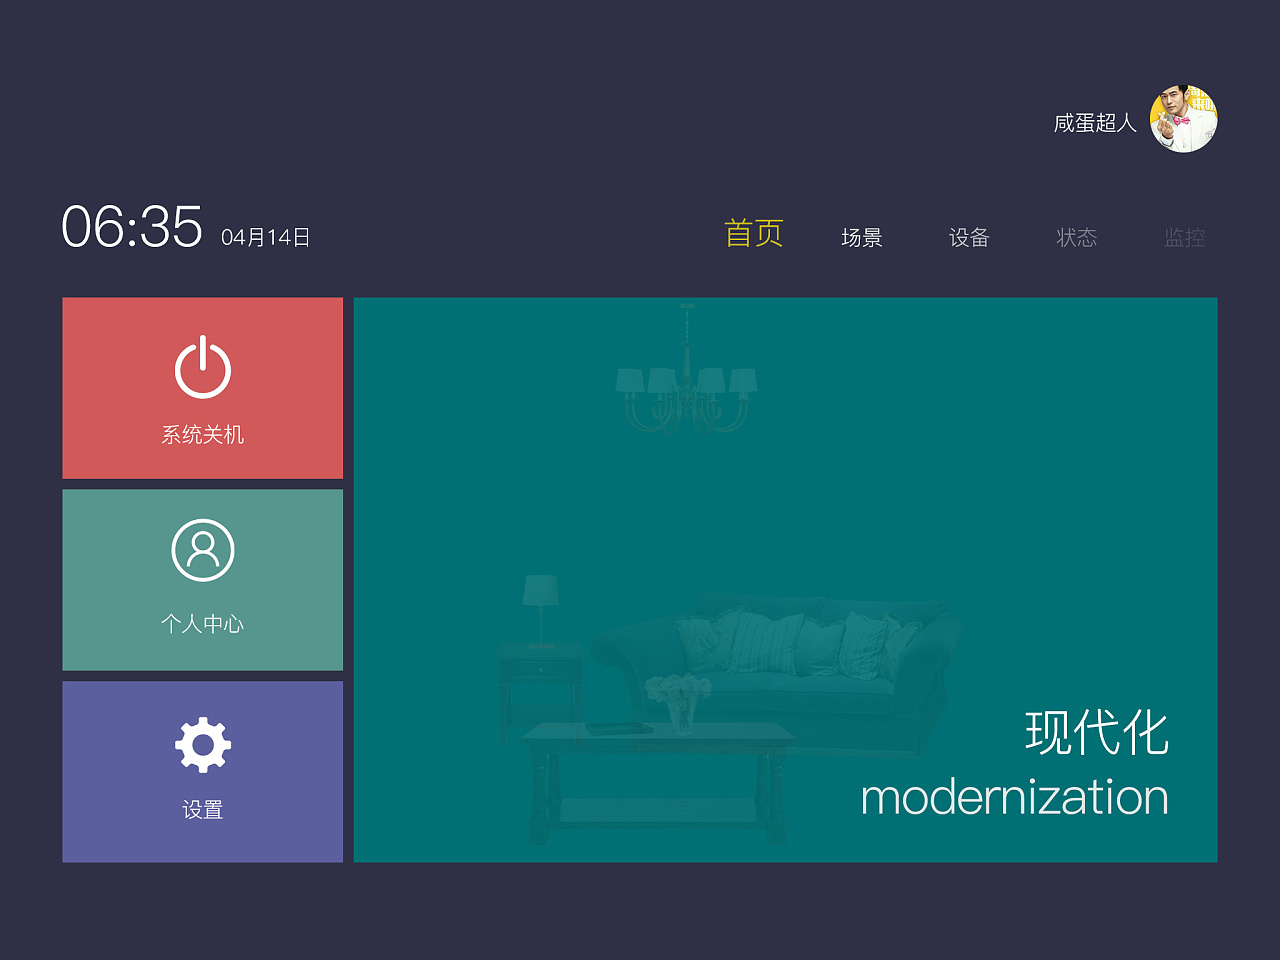 咸蛋超人
06:35 04月14日
首页 场景 设备 状态 监控
系统关机
个人中心
设置
现代化
modernization